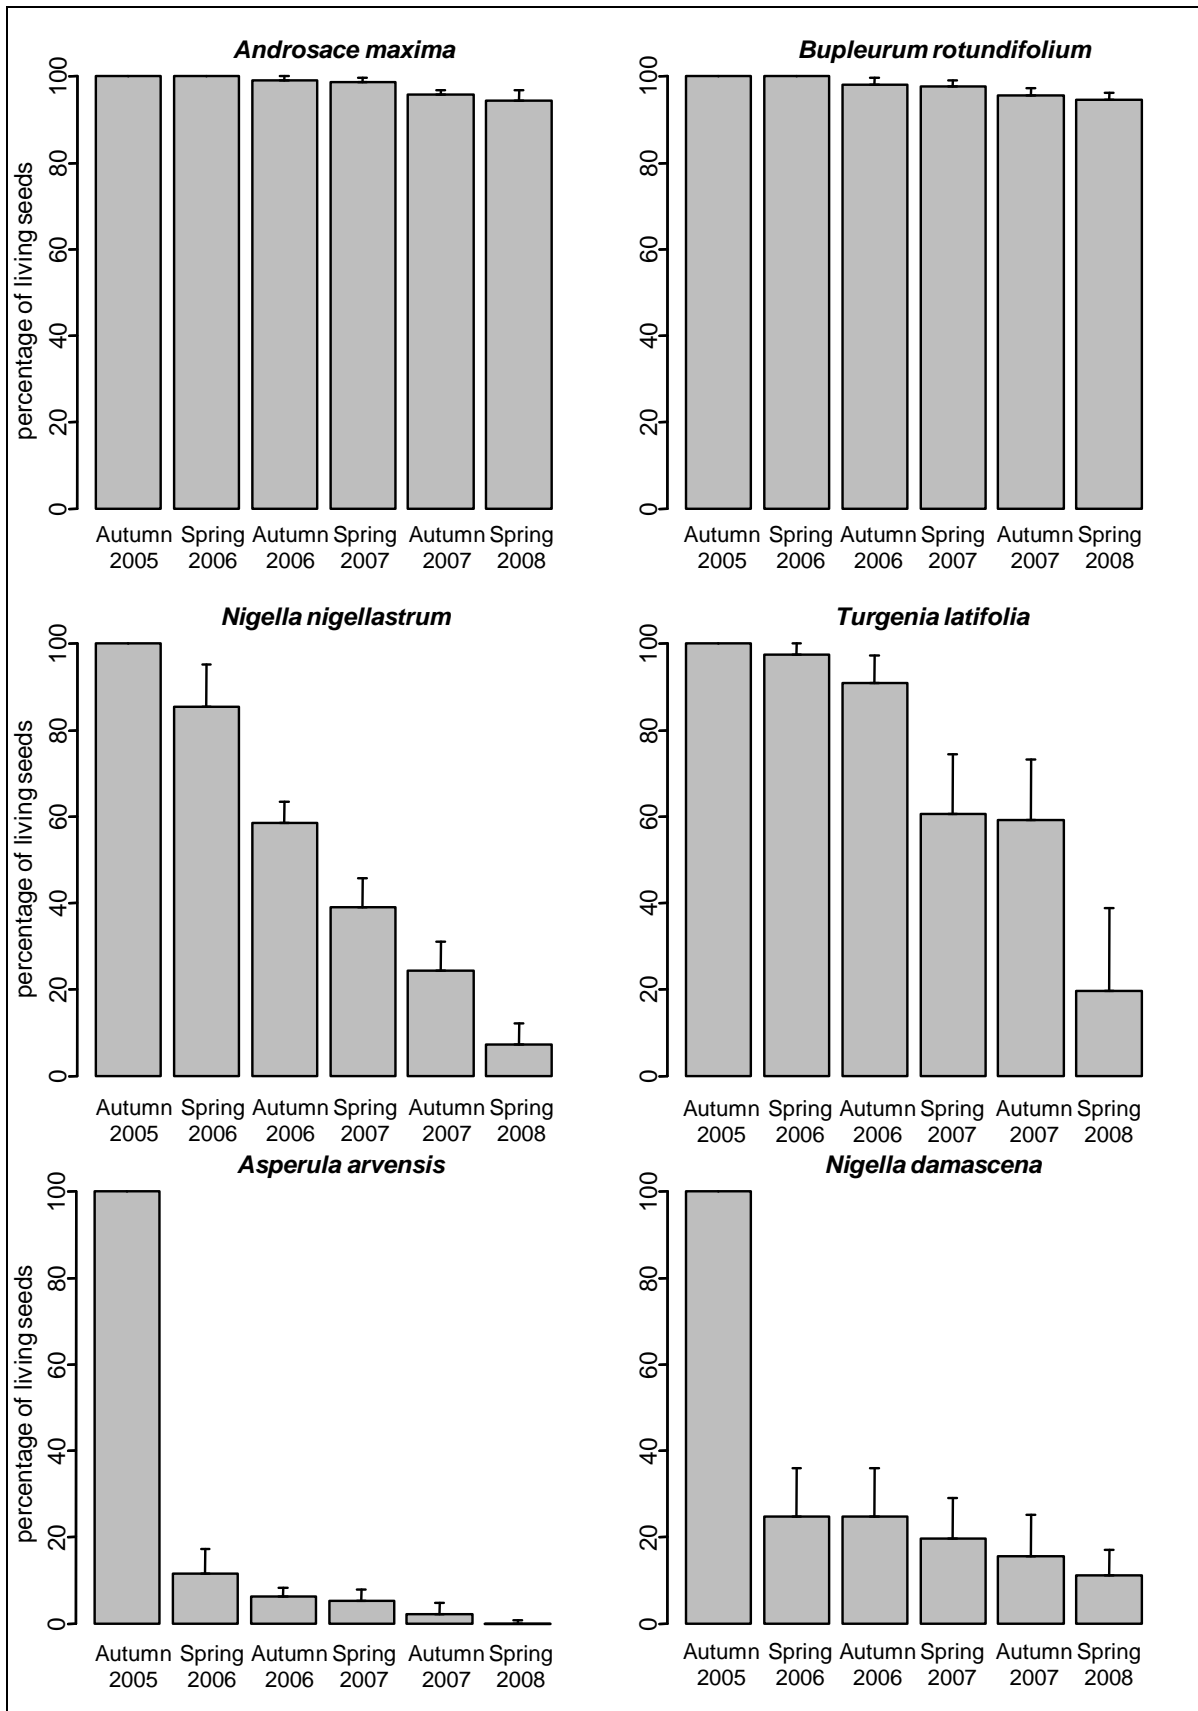 Androsace maxima
percentage of living seeds
100
80
60
40
20
0
Autumn Spring Autumn Spring Autumn Spring
2005 2006 2006 2007 2007 2008
Bupleurum rotundifolium
100
80
60
40
20
0
Autumn Spring Autumn Spring Autumn Spring
2005 2006 2006 2007 2007 2008
Nigella nigellastrum
percentage of living seeds
100
80
60
40
20
0
Autumn Spring Autumn Spring Autumn Spring
2005 2006 2006 2007 2007 2008
Turgenia latifolia
100
80
60
40
20
0
Autumn Spring Autumn Spring Autumn Spring
2005 2006 2006 2007 2007 2008
Asperula arvensis
percentage of living seeds
100
80
60
40
20
0
Autumn Spring Autumn Spring Autumn Spring
2005 2006 2006 2007 2007 2008
Nigella damascena
100
80
60
40
20
0
Autumn Spring Autumn Spring Autumn Spring
2005 2006 2006 2007 2007 2008